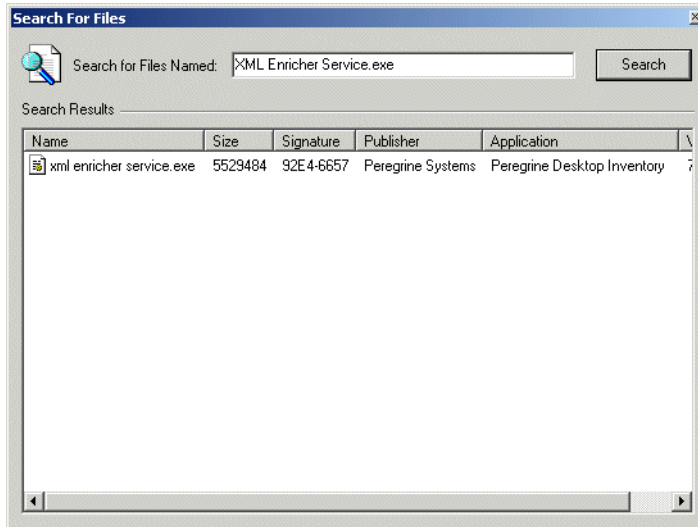 Search For Files
Search for Files Named: XML Enricher Service.exe Search
Search Results
Name Size Signature Publisher Application
xml enricher service.exe 5529484 92E4-6657 Peregrine Systems Peregrine Desktop Inventory